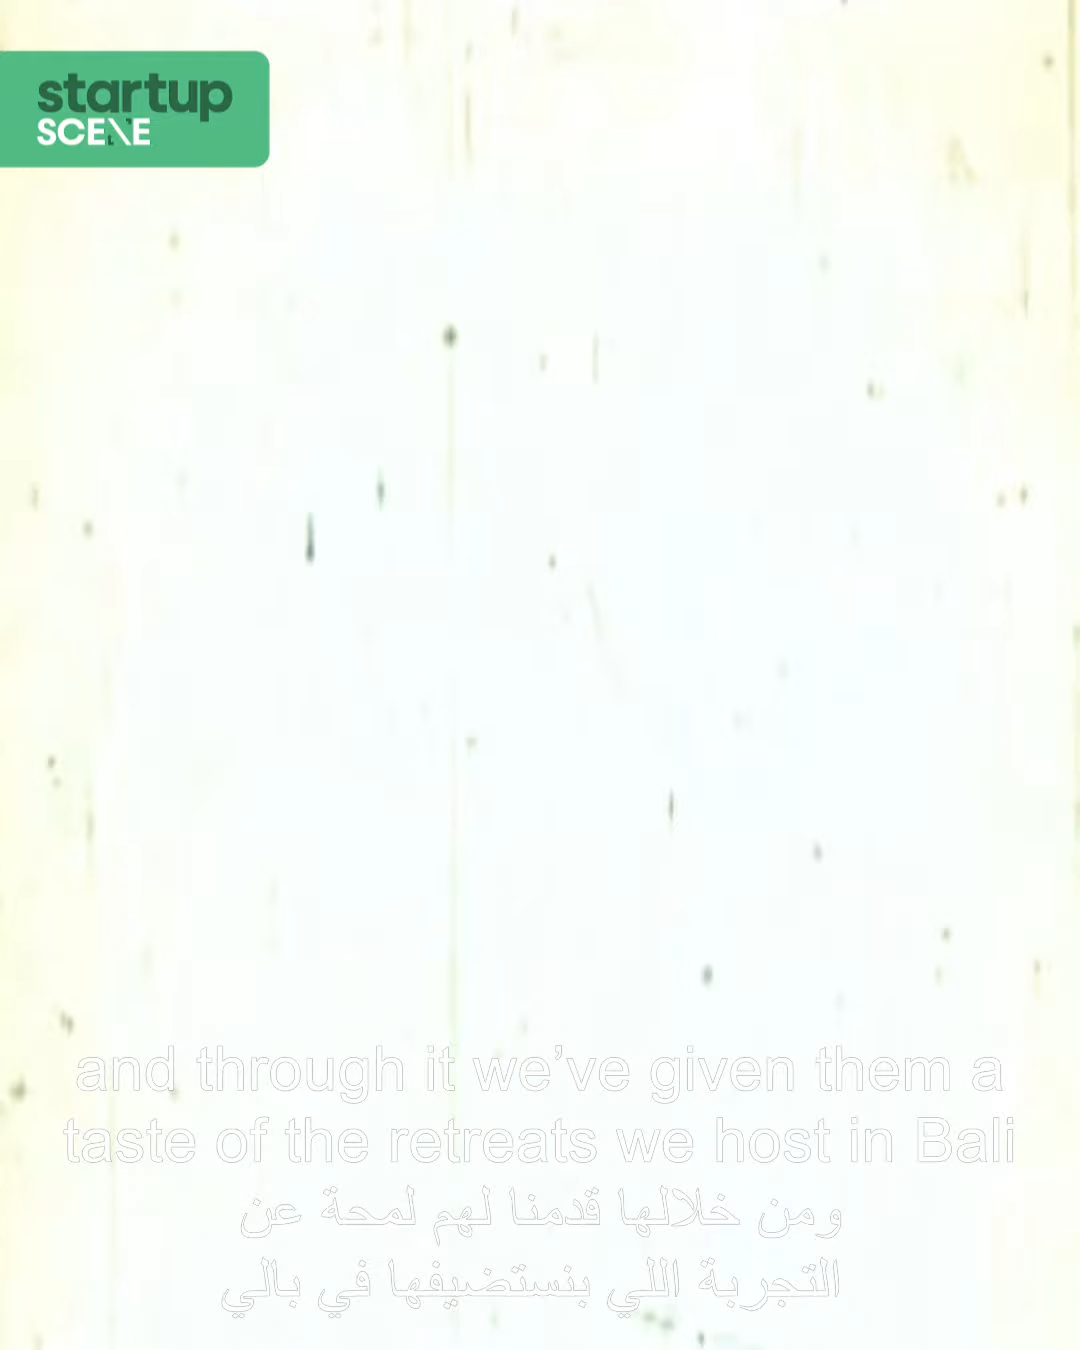 startup
SCENE
and through it we’ve given them a
taste of the retreats we host in Bali
ومن خلالها قدمنا لهم لمحة عن
التجربة اللي بنستضيفها في بالي